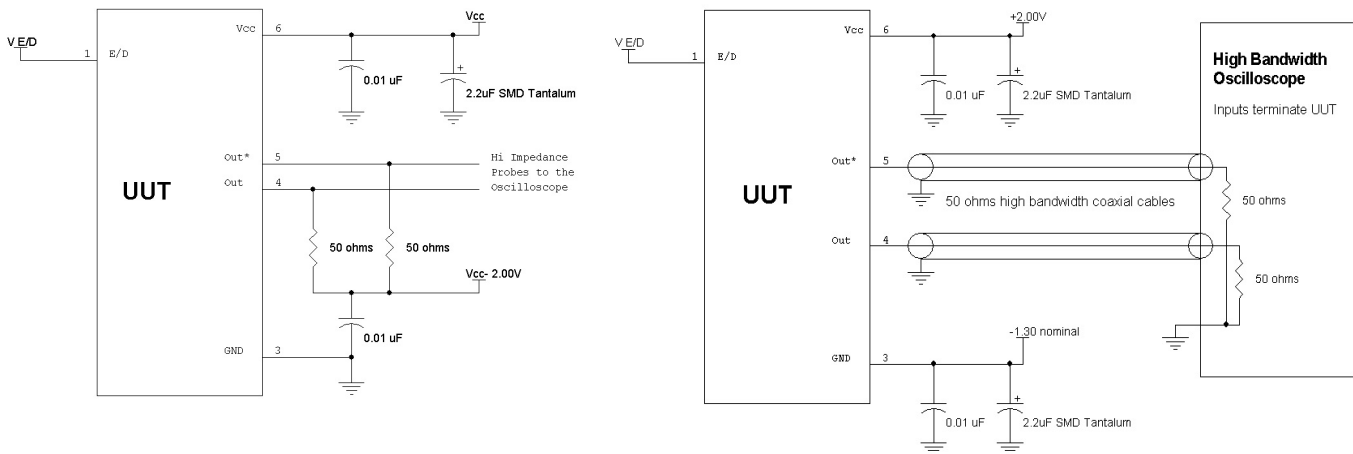 Vcc
V E/D
1
E/D
Vcc
6
0.01 uF
+
2.2uF SMD Tantalum
Out*
5
Hi Impedance
Probes to the
Oscilloscope
Out
4
UUT
50 ohms
50 ohms
Vcc- 2.00V
0.01 uF
GND
3
+2.00V
V E/D
1
E/D
Vcc
6
0.01 uF
+
2.2uF SMD Tantalum
High Bandwidth
Oscilloscope
Inputs terminate UUT
Out*
5
UUT
50 ohms high bandwidth coaxial cables
50 ohms
Out
4
50 ohms
-1.30 nominal
GND
3
0.01 uF
+
2.2uF SMD Tantalum